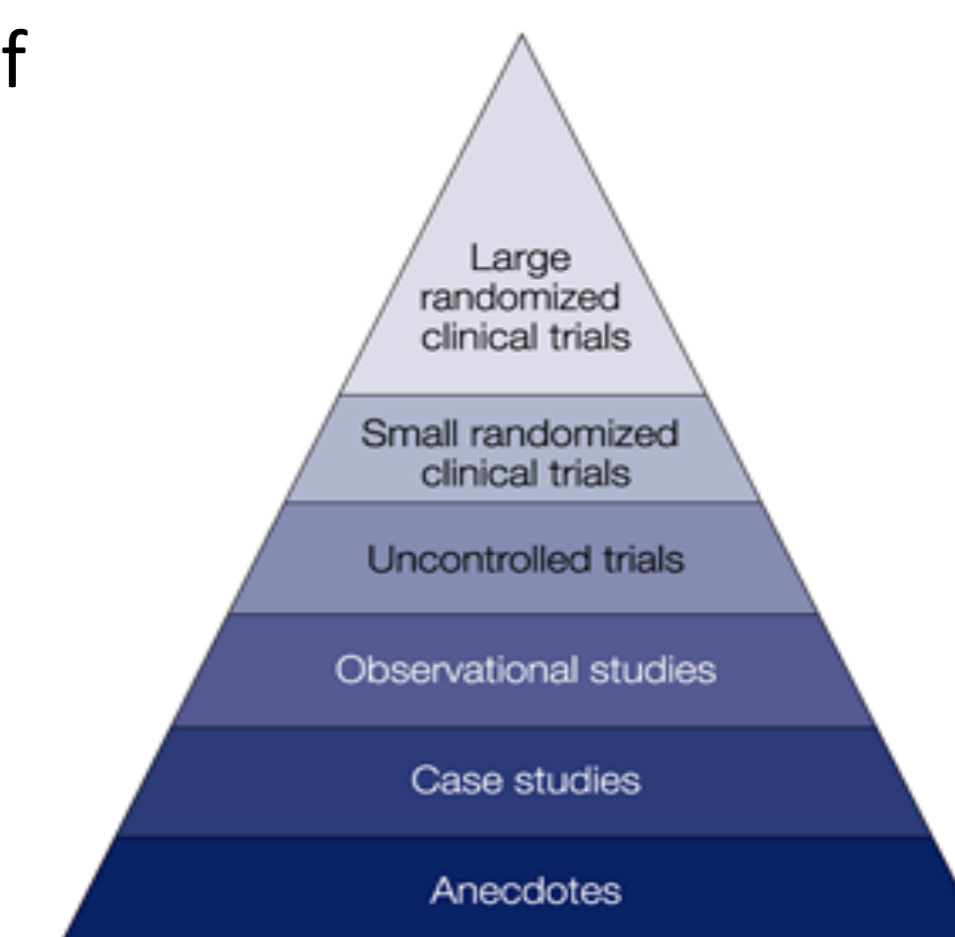 f
Large
randomized
clinical trials
Small randomized
clinical trials
Uncontrolled trials
Observational studies
Case studies
Anecdotes